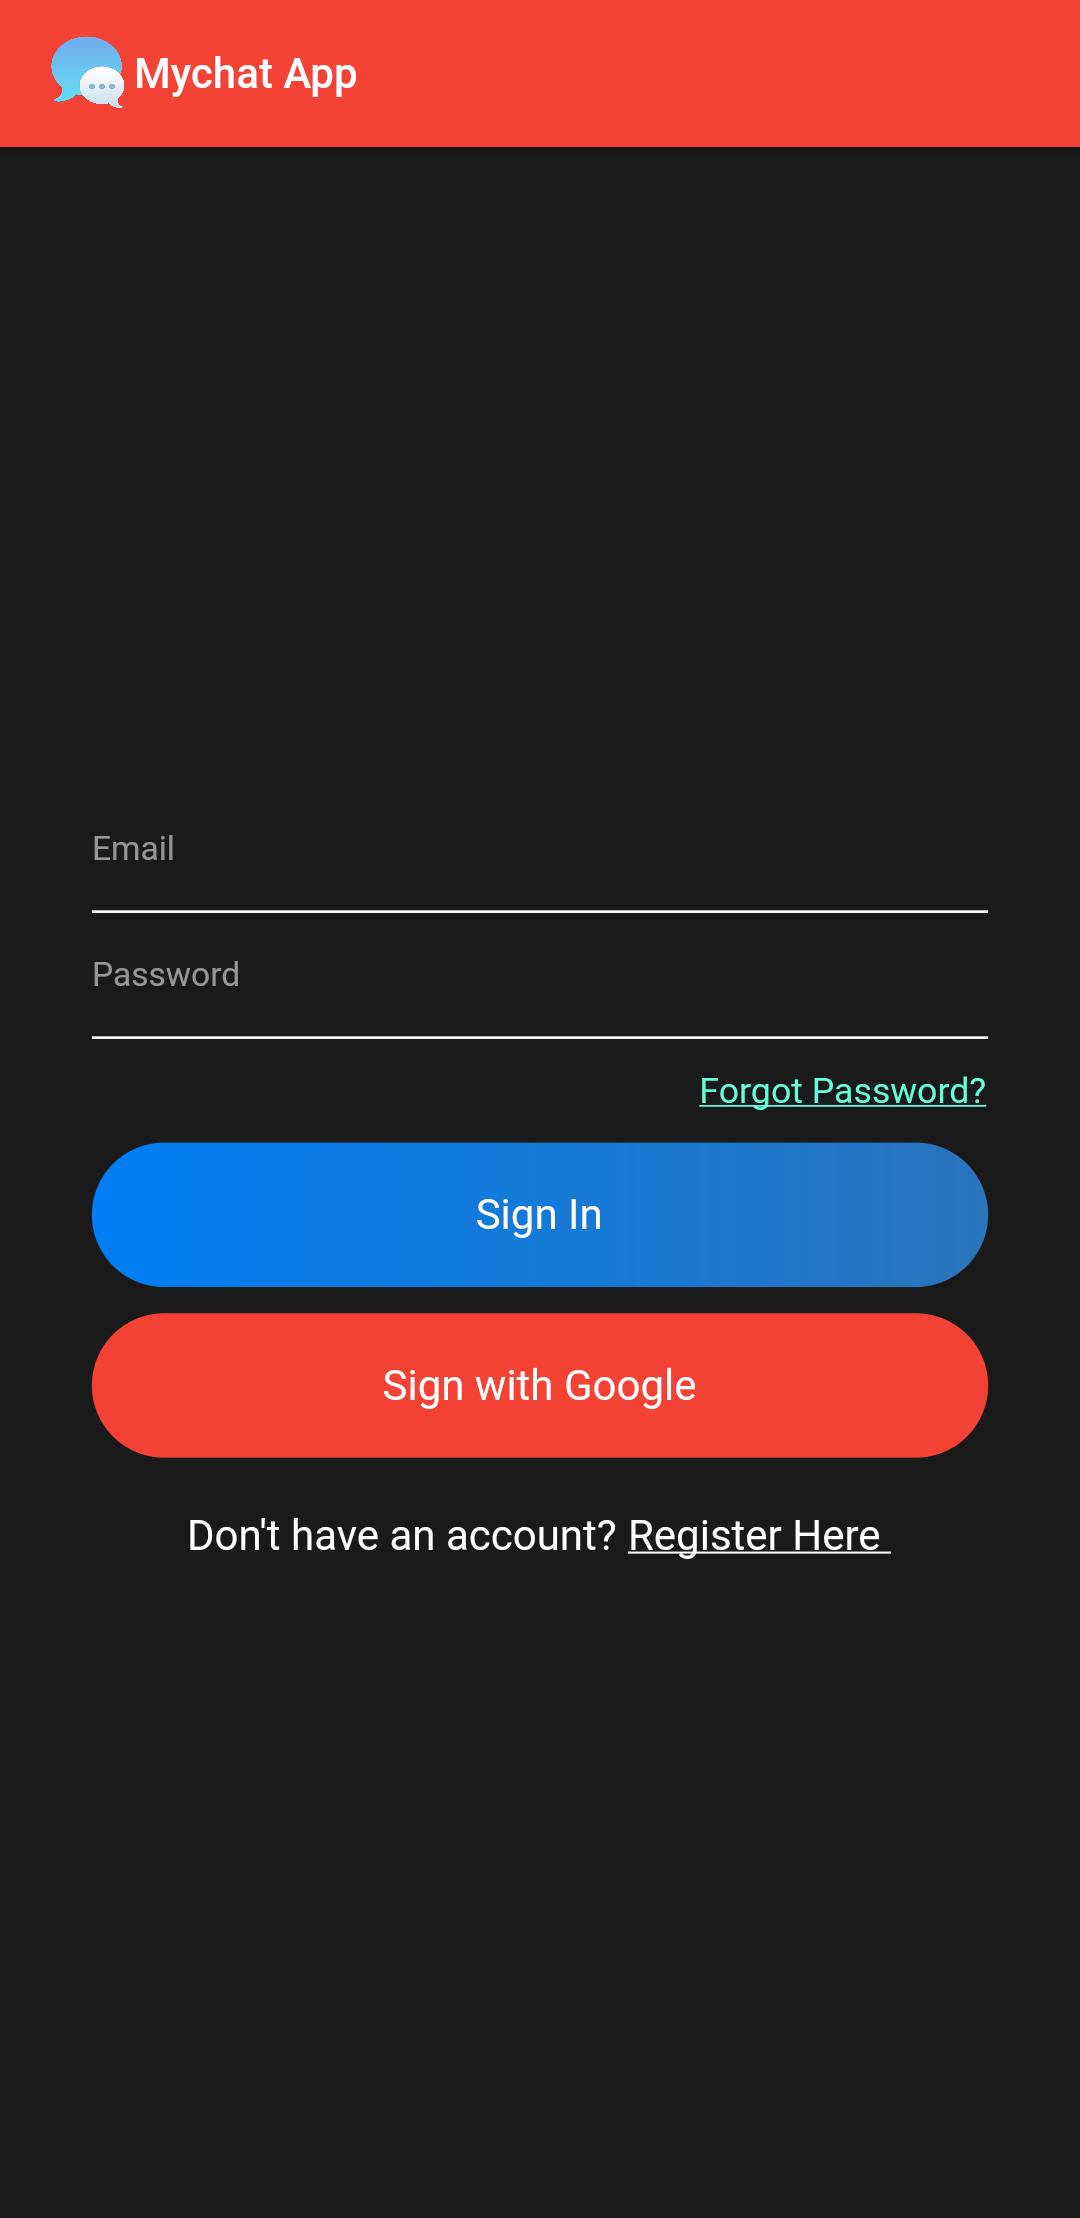 Mychat App
Email
Password
Forgot Password?
Sign In
Sign with Google
Don't have an account? Register Here